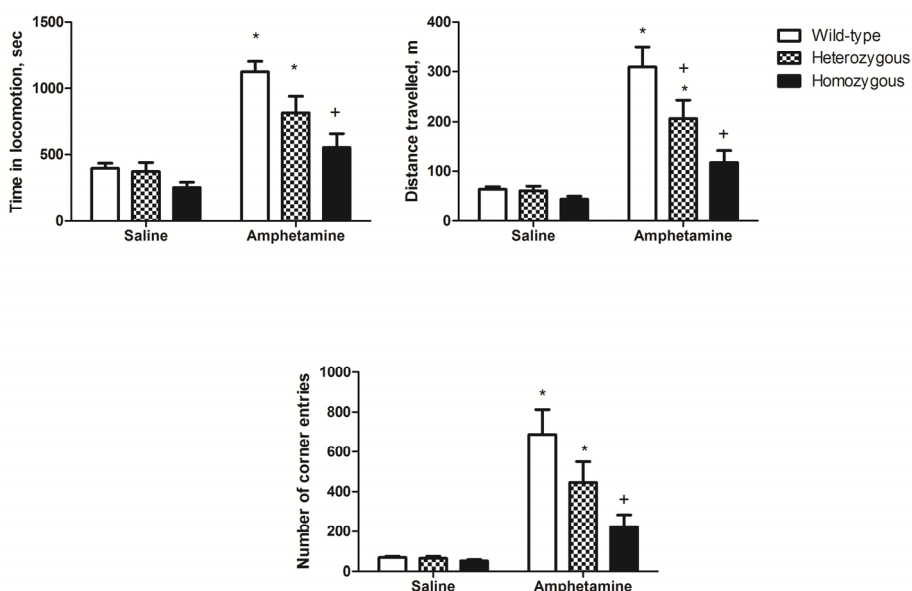 Time in locomotion, sec
1500
1000
500
0
*
*
+
Saline Amphetamine
Distance travelled, m
400
300
200
100
0
*
+
*
+
Saline Amphetamine
Wild-type
Heterozygous
Homozygous
Number of corner entries
1000
800
600
400
200
0
*
*
+
Saline Amphetamine